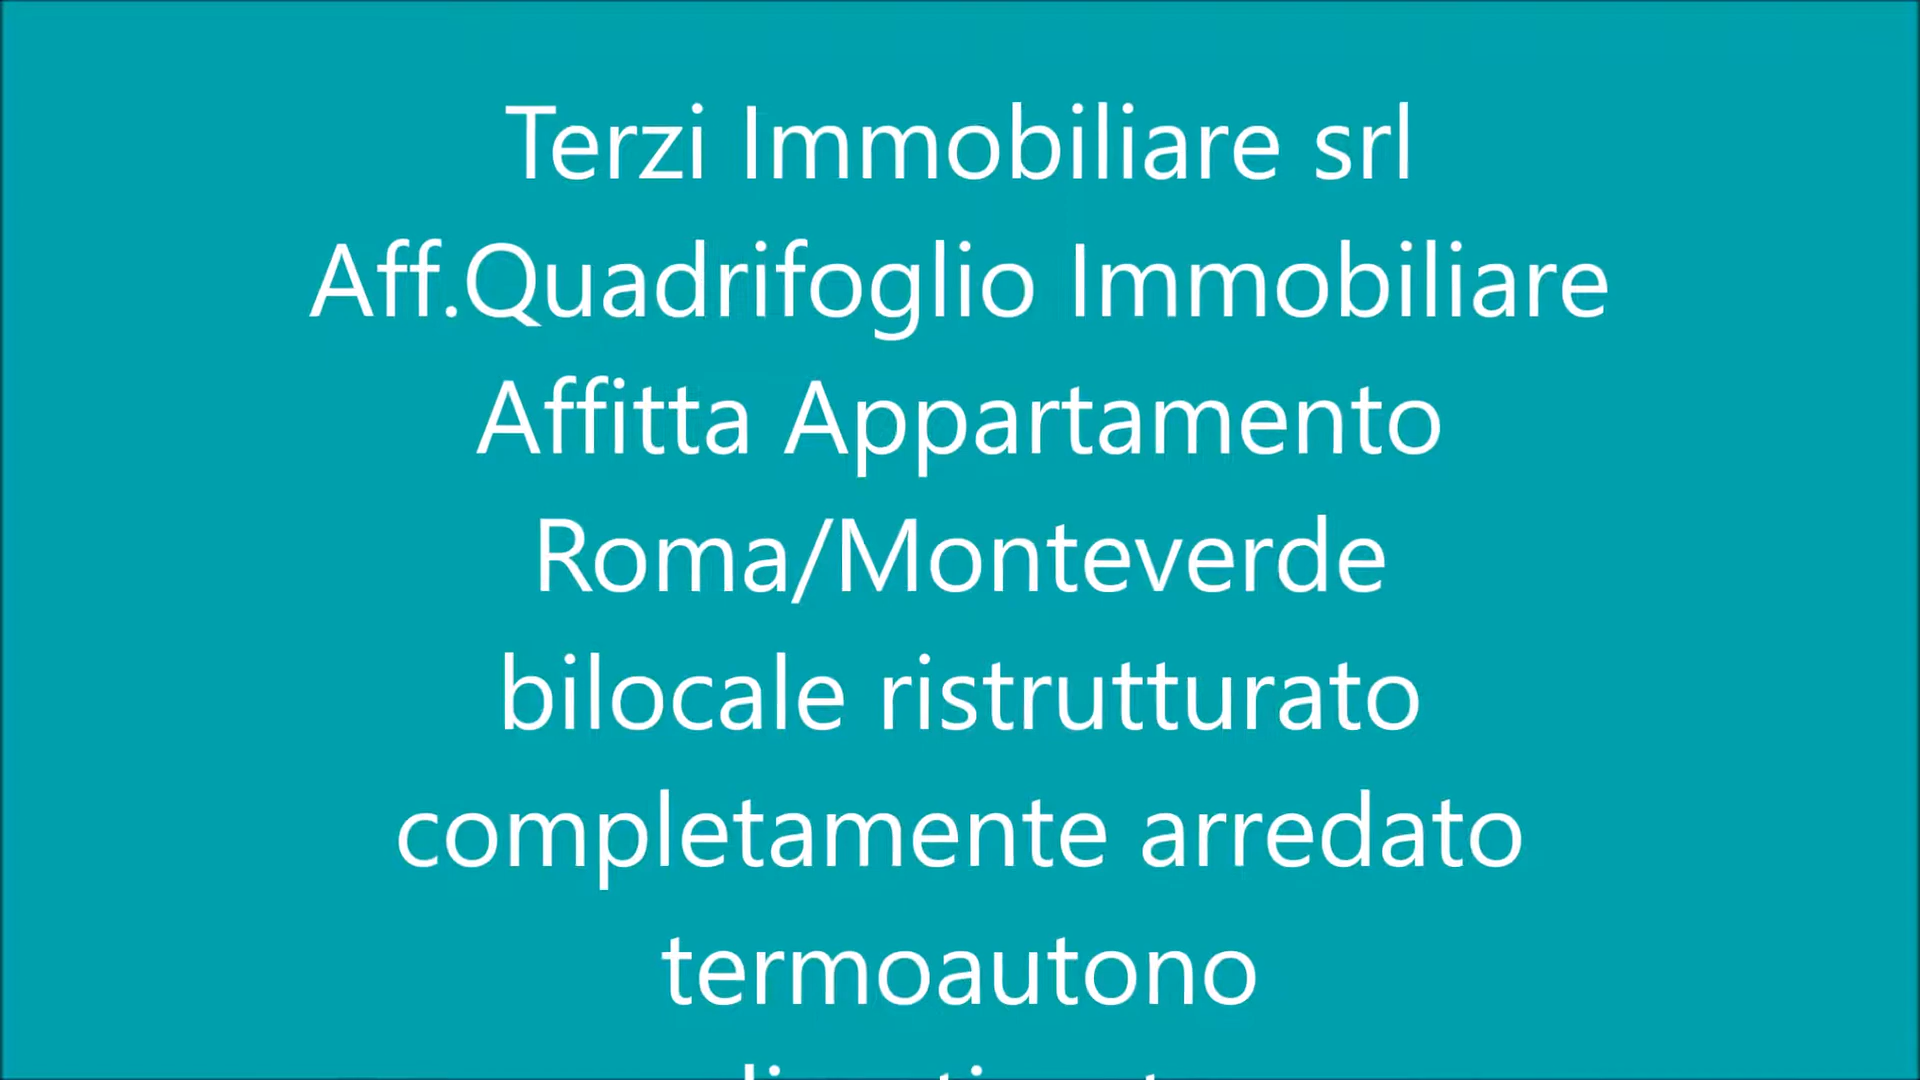 Terzi Immobiliare srl
Aff.Quadrifoglio Immobiliare
Affitta Appartamento
Roma/Monteverde
bilocale ristrutturato
completamente arredato
termoautono